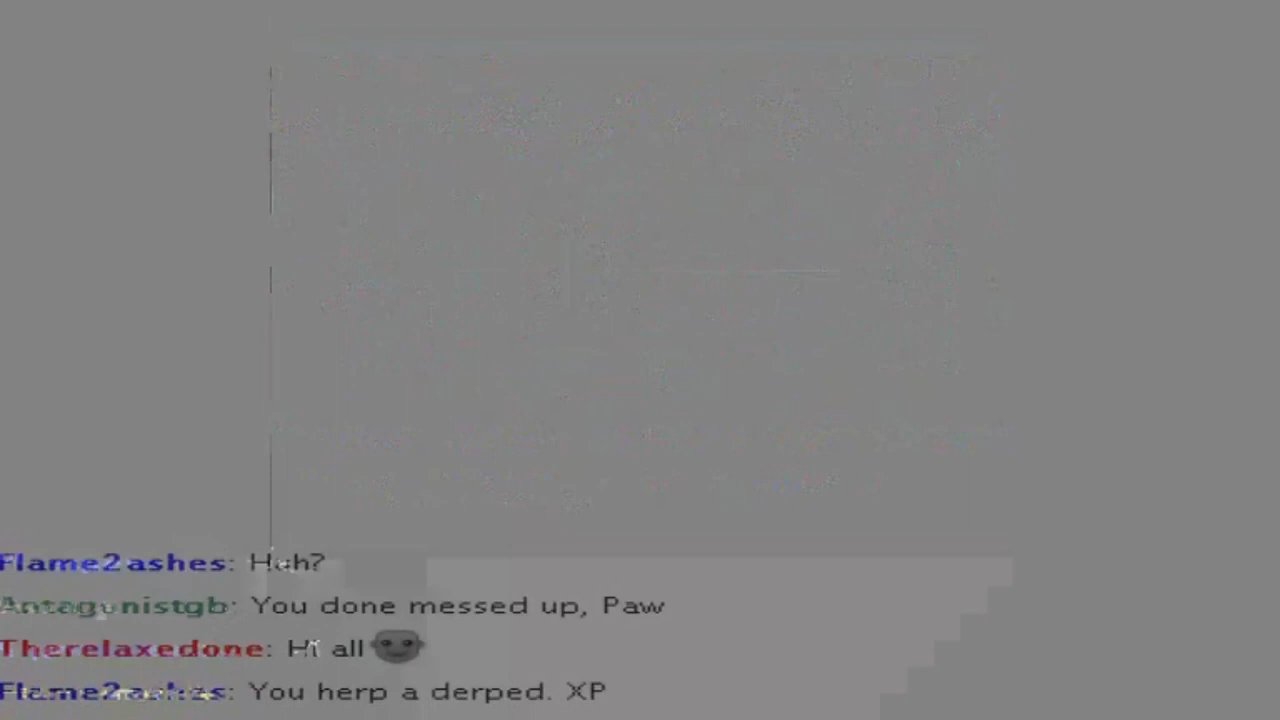 Flame2ashes: Huh?
Antagonistgb: You done messed up, Paw
Therelaxedone: Hi all
Flame2ashes: You herp a derped. XP